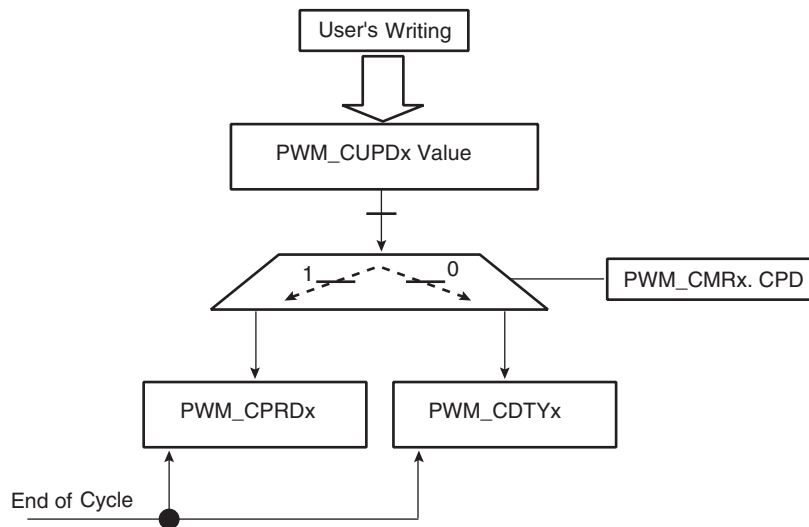 User's Writing
PWM_CUPDx Value
1
0
PWM_CMRx. CPD
PWM_CPRDx
PWM_CDTYx
End of Cycle